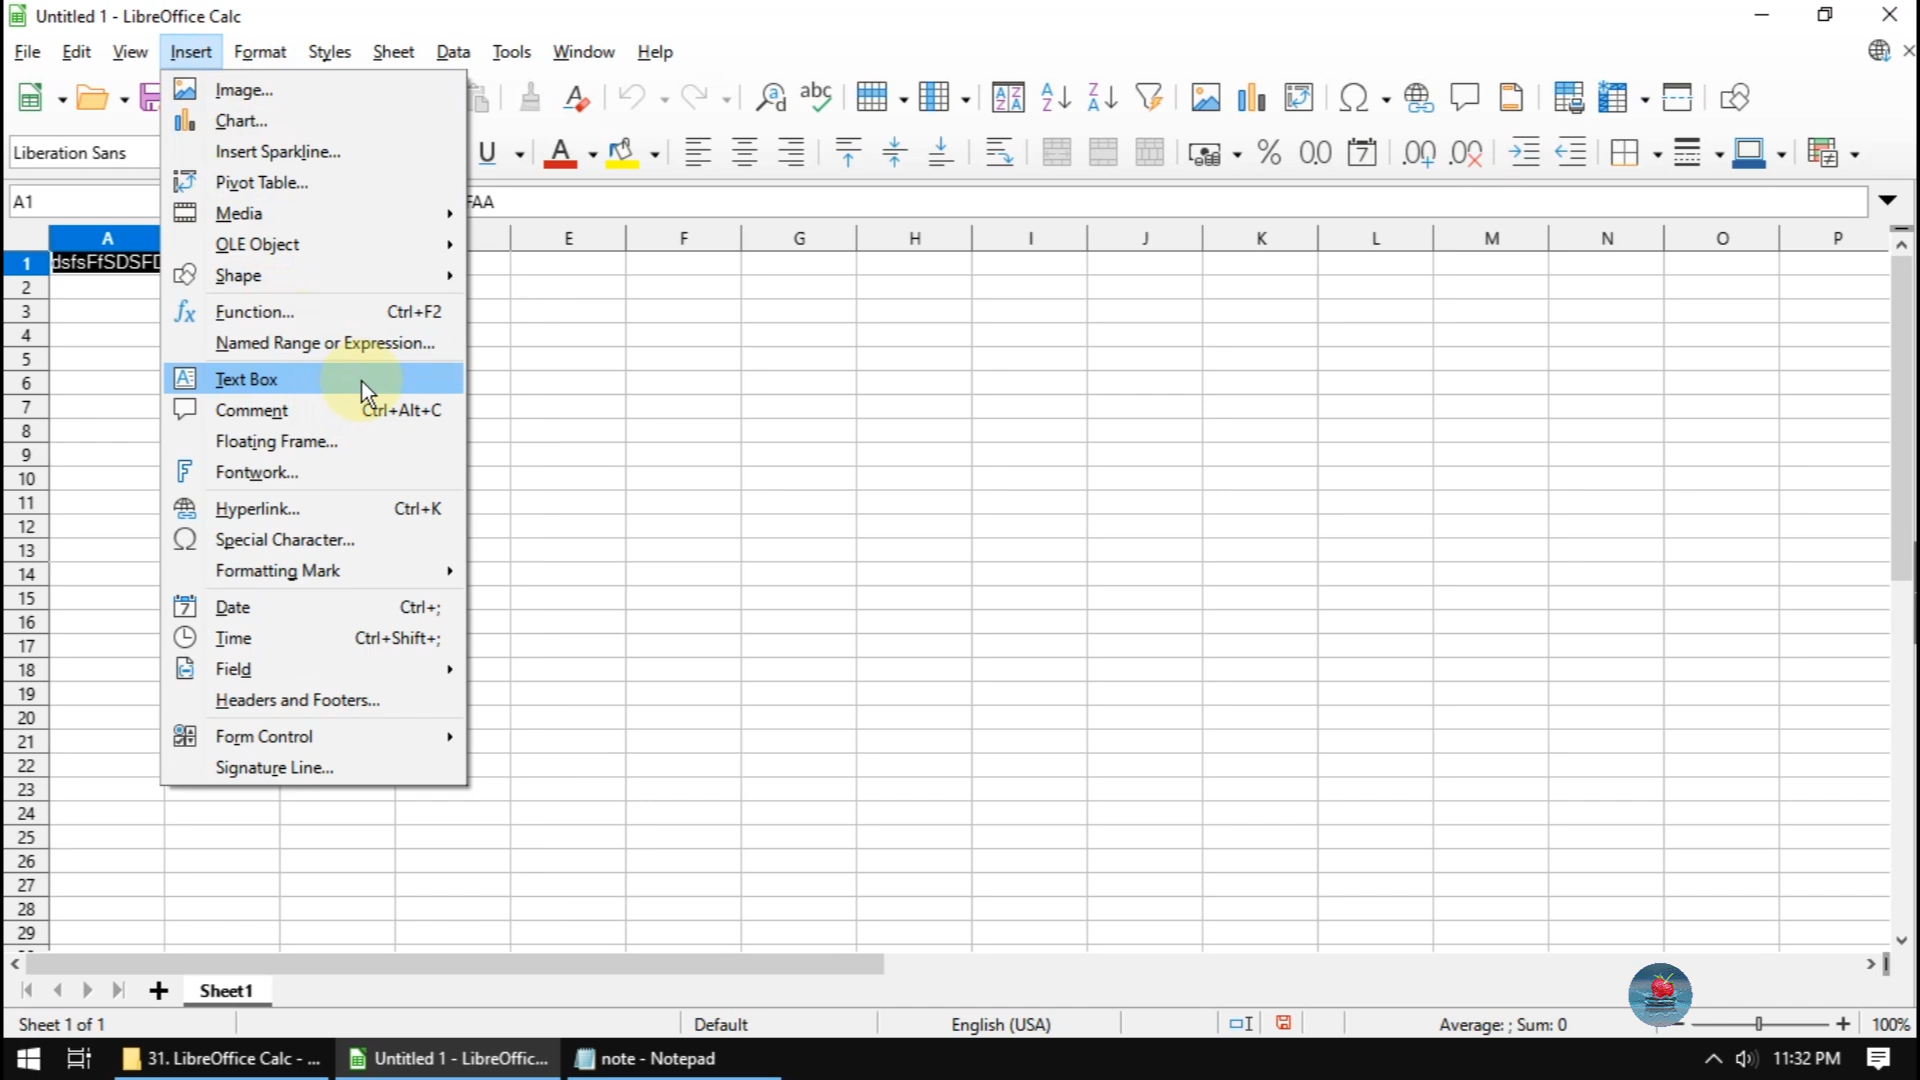 Untitled 1 - LibreOffice Calc
File Edit View Insert Format Styles Sheet Data Tools Window Help
Image...
Chart...
Liberation Sans
Insert Sparkline...
Pivot Table...
A1
FAA
Media
OLE Object
A E F G H I J K L M N O P
1 dsfsFfSDSFD
Shape
2
3
Function... Ctrl+F2
4
Named Range or Expression...
5
6
Text Box
7
Comment Ctrl+Alt+C
8
Floating Frame...
9
10
Fontwork...
11
Hyperlink... Ctrl+K
12
Special Character...
13
14
Formatting Mark
15
Date Ctrl+;
16
17
Time Ctrl+Shift+;
18
Field
19
Headers and Footers...
20
21
Form Control
22
Signature Line...
23
24
25
26
27
28
29
Sheet1
Sheet 1 of 1 Default English (USA) Average: ; Sum: 0 100%
31. LibreOffice Calc - ... Untitled 1 - LibreOffic... note - Notepad 11:32 PM